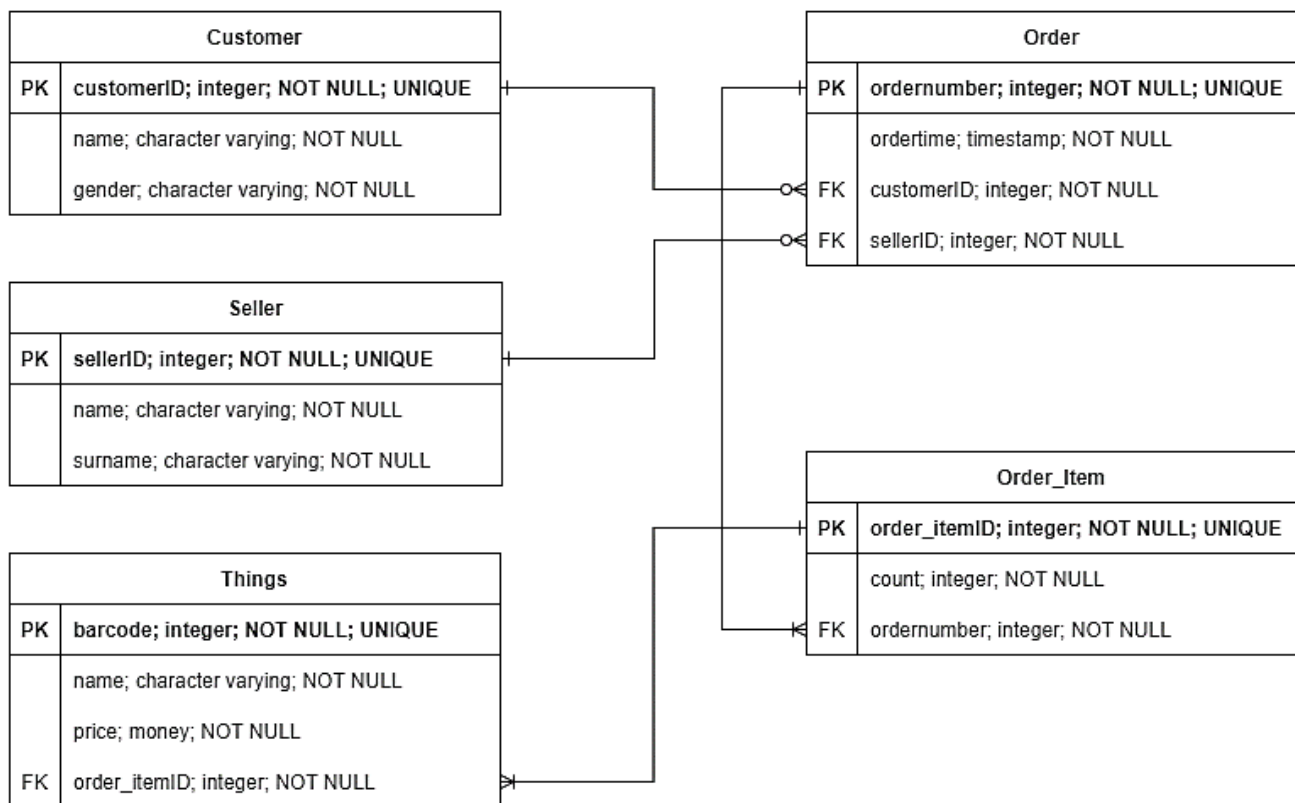 Customer
PK customerID; integer; NOT NULL; UNIQUE
name; character varying; NOT NULL
gender; character varying; NOT NULL
Order
PK ordernumber; integer; NOT NULL; UNIQUE
ordertime; timestamp; NOT NULL
FK customerID; integer; NOT NULL
FK sellerID; integer; NOT NULL
Seller
PK sellerID; integer; NOT NULL; UNIQUE
name; character varying; NOT NULL
surname; character varying; NOT NULL
Order_Item
PK order_itemID; integer; NOT NULL; UNIQUE
count; integer; NOT NULL
FK ordernumber; integer; NOT NULL
Things
PK barcode; integer; NOT NULL; UNIQUE
name; character varying; NOT NULL
price; money; NOT NULL
FK order_itemID; integer; NOT NULL